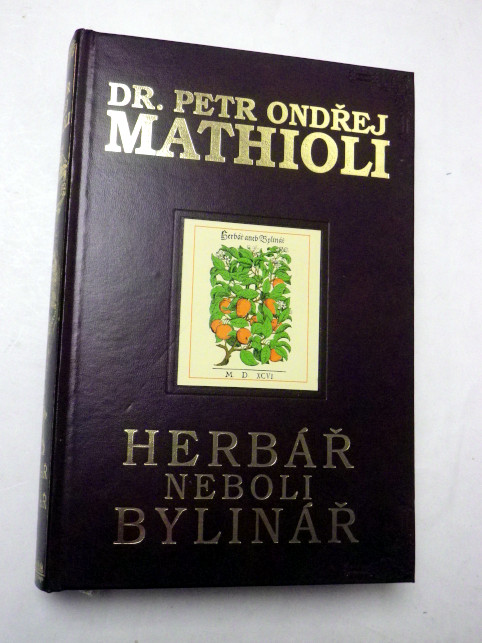 DR. PETR ONDŘEJ
MATHIOLI
Herbář aneb Bylinář
M D XCVI
HERBÁŘ
NEBOLI
BYLINÁŘ